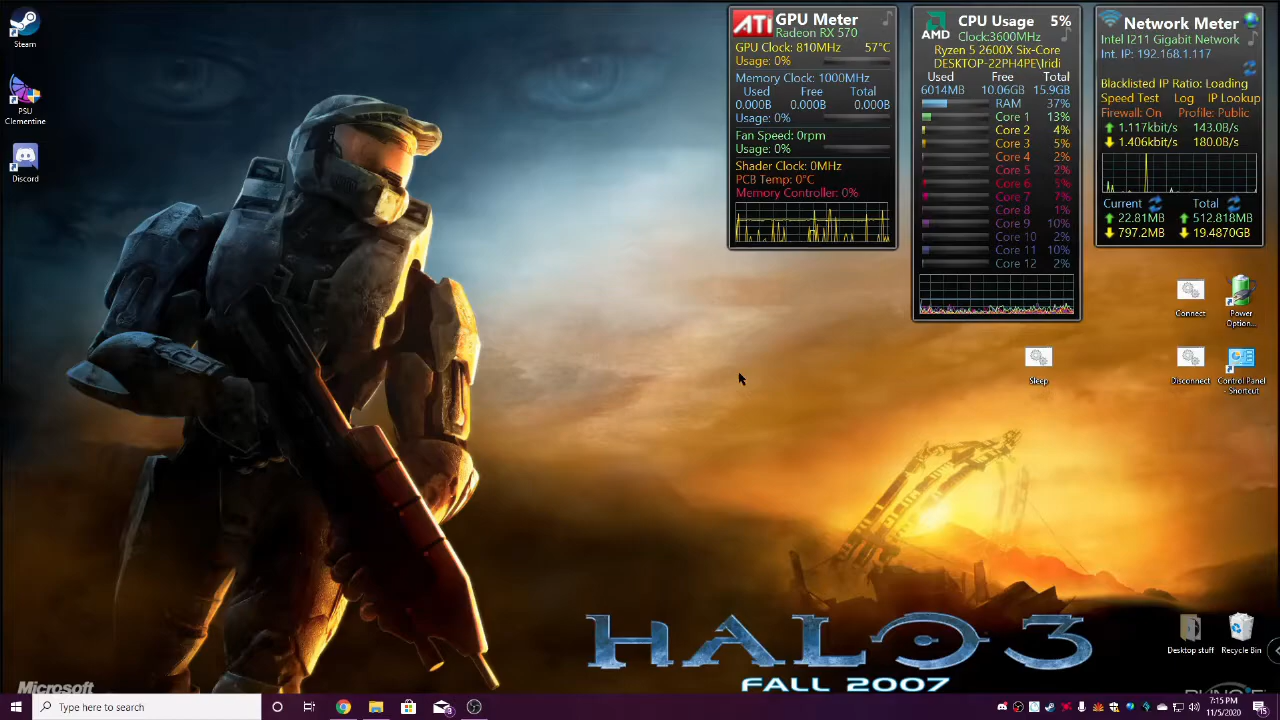 Steam
PSU
Clementine
Discord
ATI
GPU Meter
Radeon RX 570
GPU Clock: 810MHz 57°C
Usage: 0%
Memory Clock: 1000MHz
Used Free Total
0.000B 0.000B 0.000B
Usage: 0%
Fan Speed: 0rpm
Usage: 0%
Shader Clock: 0MHz
PCB Temp: 0°C
Memory Controller: 0%
AMD
CPU Usage 5%
Clock:3600MHz
Ryzen 5 2600X Six-Core
DESKTOP-22PH4PE\Iridi
Used Free Total
6014MB 10.06GB 15.9GB
RAM 37%
Core 1 13%
Core 2 4%
Core 3 5%
Core 4 2%
Core 5 2%
Core 6 5%
Core 7 7%
Core 8 1%
Core 9 10%
Core 10 2%
Core 11 10%
Core 12 2%
Network Meter
Intel I211 Gigabit Network
Int. IP: 192.168.1.117
Blacklisted IP Ratio: Loading
Speed Test Log IP Lookup
Firewall: On Profile: Public
1.117kbit/s 143.0B/s
1.406kbit/s 180.0B/s
Current Total
22.81MB 512.818MB
797.2MB 19.4870GB
Connect
Power
Option...
Sleep
Disconnect
Control Panel
- Shortcut
HALO 3
FALL 2007
Desktop stuff
Recycle Bin
Microsoft
Type here to search
3
7:15 PM
11/5/2020
15